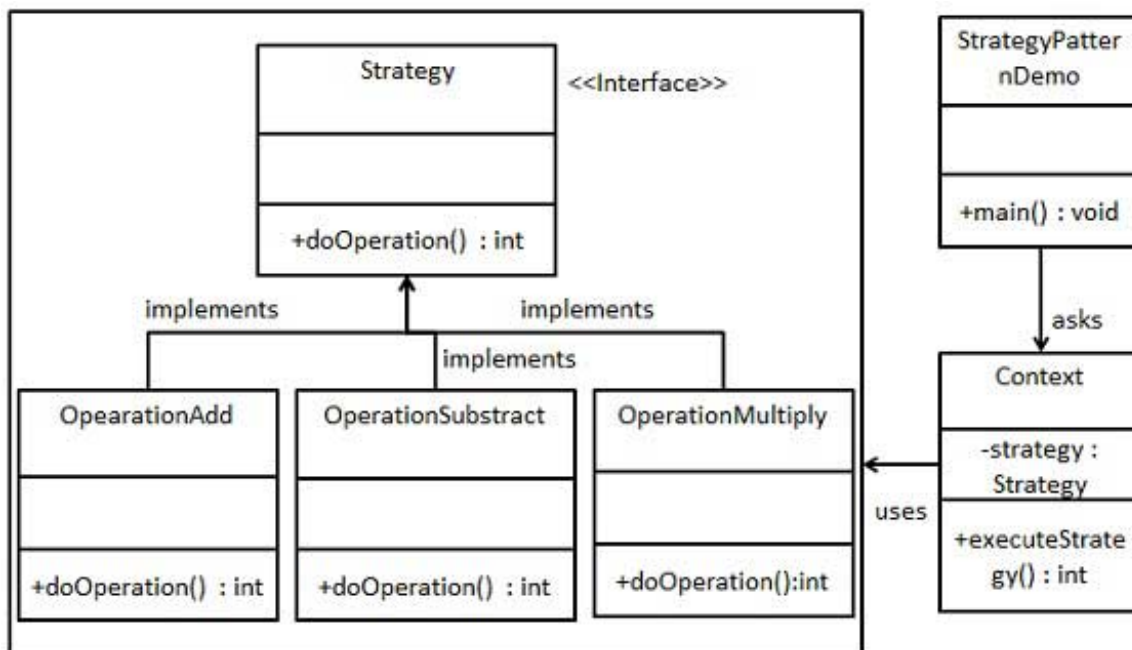 Strategy
<<Interface>>
+doOperation() : int
implements
implements
implements
OpearationAdd
+doOperation() : int
OperationSubstract
+doOperation() : int
OperationMultiply
+doOperation():int
StrategyPatter
nDemo
+main() : void
asks
Context
-strategy :
Strategy
+executeStrate
gy() : int
uses